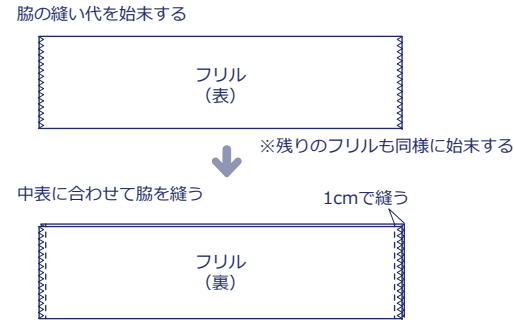 脇の縫い代を始末する
フリル
（表）
※残りのフリルも同様に始末する
中表に合わせて脇を縫う
1cmで縫う
フリル
（裏）